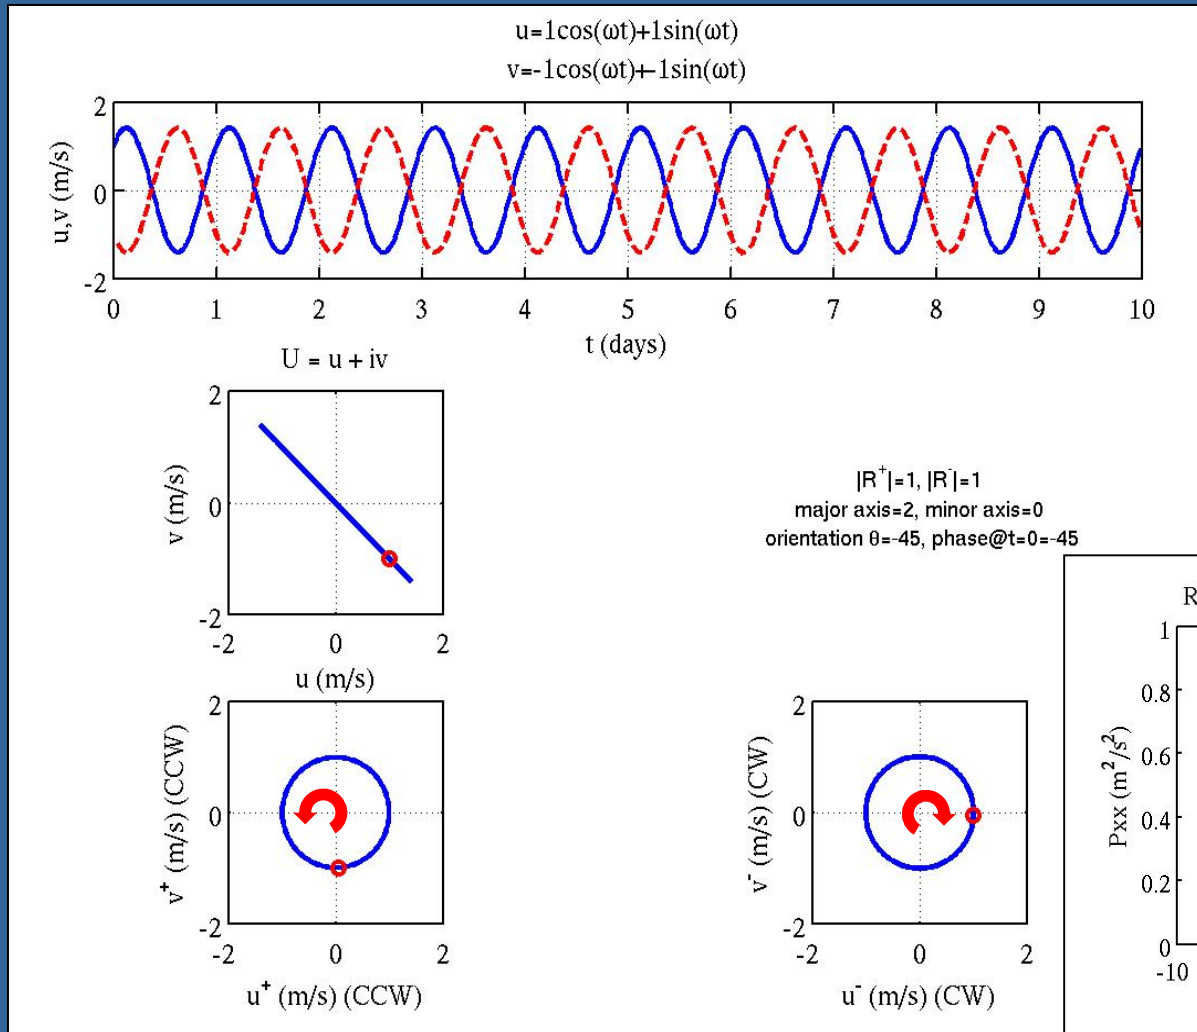 u=1cos(ωt)+1sin(ωt)
v=-1cos(ωt)+-1sin(ωt)
2
0
-2
u,v (m/s)
0 1 2 3 4 5 6 7 8 9 10
t (days)
U = u + iv
2
0
-2
v (m/s)
-2 0 2
u (m/s)
|R⁺|=1, |R⁻|=1
major axis=2, minor axis=0
orientation θ=-45, phase@t=0=-45
2
0
-2
v⁺ (m/s) (CCW)
-2 0 2
u⁺ (m/s) (CCW)
2
0
-2
v⁻ (m/s) (CW)
-2 0 2
u⁻ (m/s) (CW)
R
1
0.8
0.6
0.4
0.2
0
Pxx (m²/s²)
-10